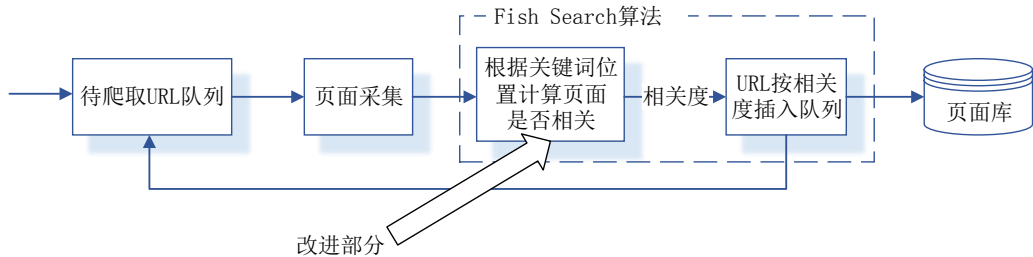 Fish Search算法
待爬取URL队列
页面采集
根据关键词位
置计算页面
是否相关
相关度
URL按相关
度插入队列
页面库
改进部分